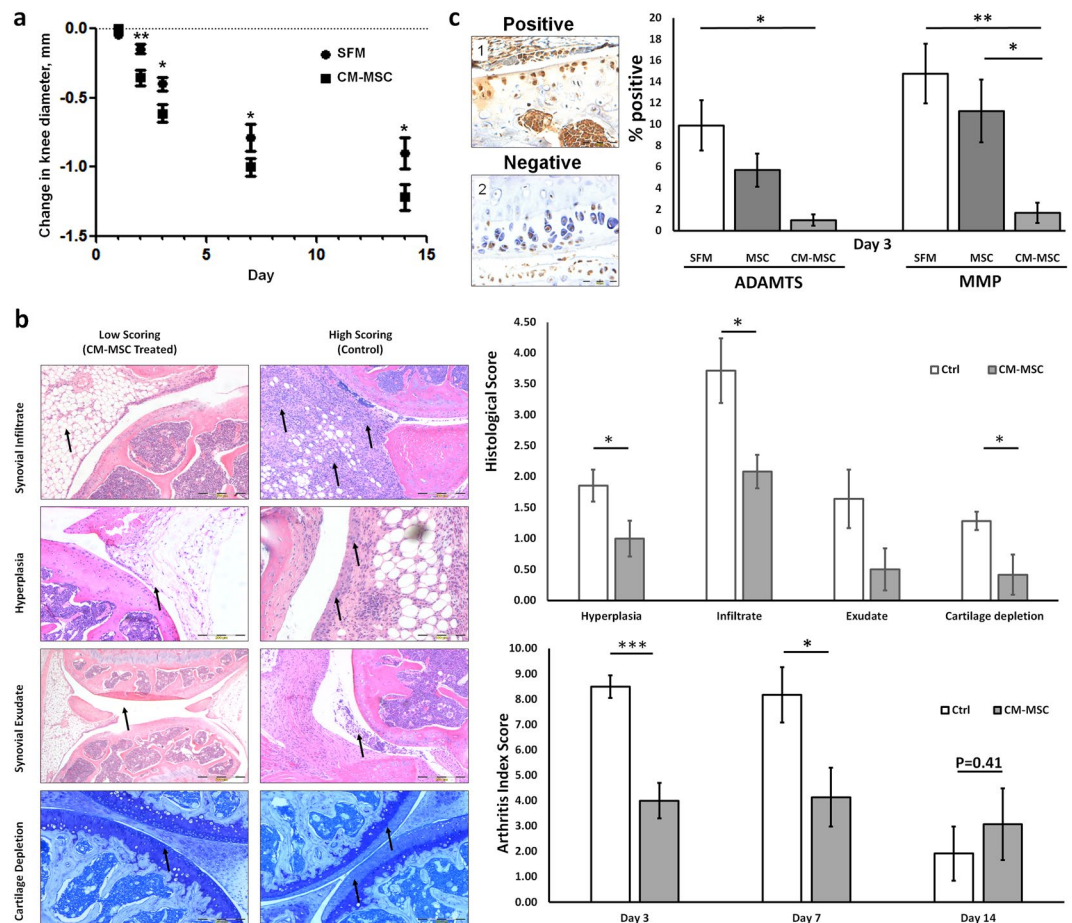 a
0.0
-0.5
-1.0
-1.5
Change in knee diameter, mm
0
5
10
15
Day
**
*
*
*
SFM
CM-MSC
c
Positive
1
Negative
2
% positive
20
18
16
14
12
10
8
6
4
2
0
*
**
*
Day 3
SFM MSC CM-MSC SFM MSC CM-MSC
ADAMTS MMP
b
Low Scoring
(CM-MSC Treated)
High Scoring
(Control)
Synovial Infiltrate
Hyperplasia
Synovial Exudate
Cartilage Depletion
Histological Score
4.50
4.00
3.50
3.00
2.50
2.00
1.50
1.00
0.50
0.00
*
*
*
Ctrl CM-MSC
Hyperplasia Infiltrate Exudate Cartilage depletion
Arthritis Index Score
10.00
9.00
8.00
7.00
6.00
5.00
4.00
3.00
2.00
1.00
0.00
***
*
P=0.41
Ctrl CM-MSC
Day 3 Day 7 Day 14